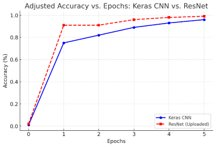 Adjusted Accuracy vs. Epochs: Keras CNN vs. ResNet
1.0
0.8
0.6
0.4
0.2
0.0
Accuracy (%)
0 1 2 3 4 5
Epochs
Keras CNN
ResNet (Uploaded)